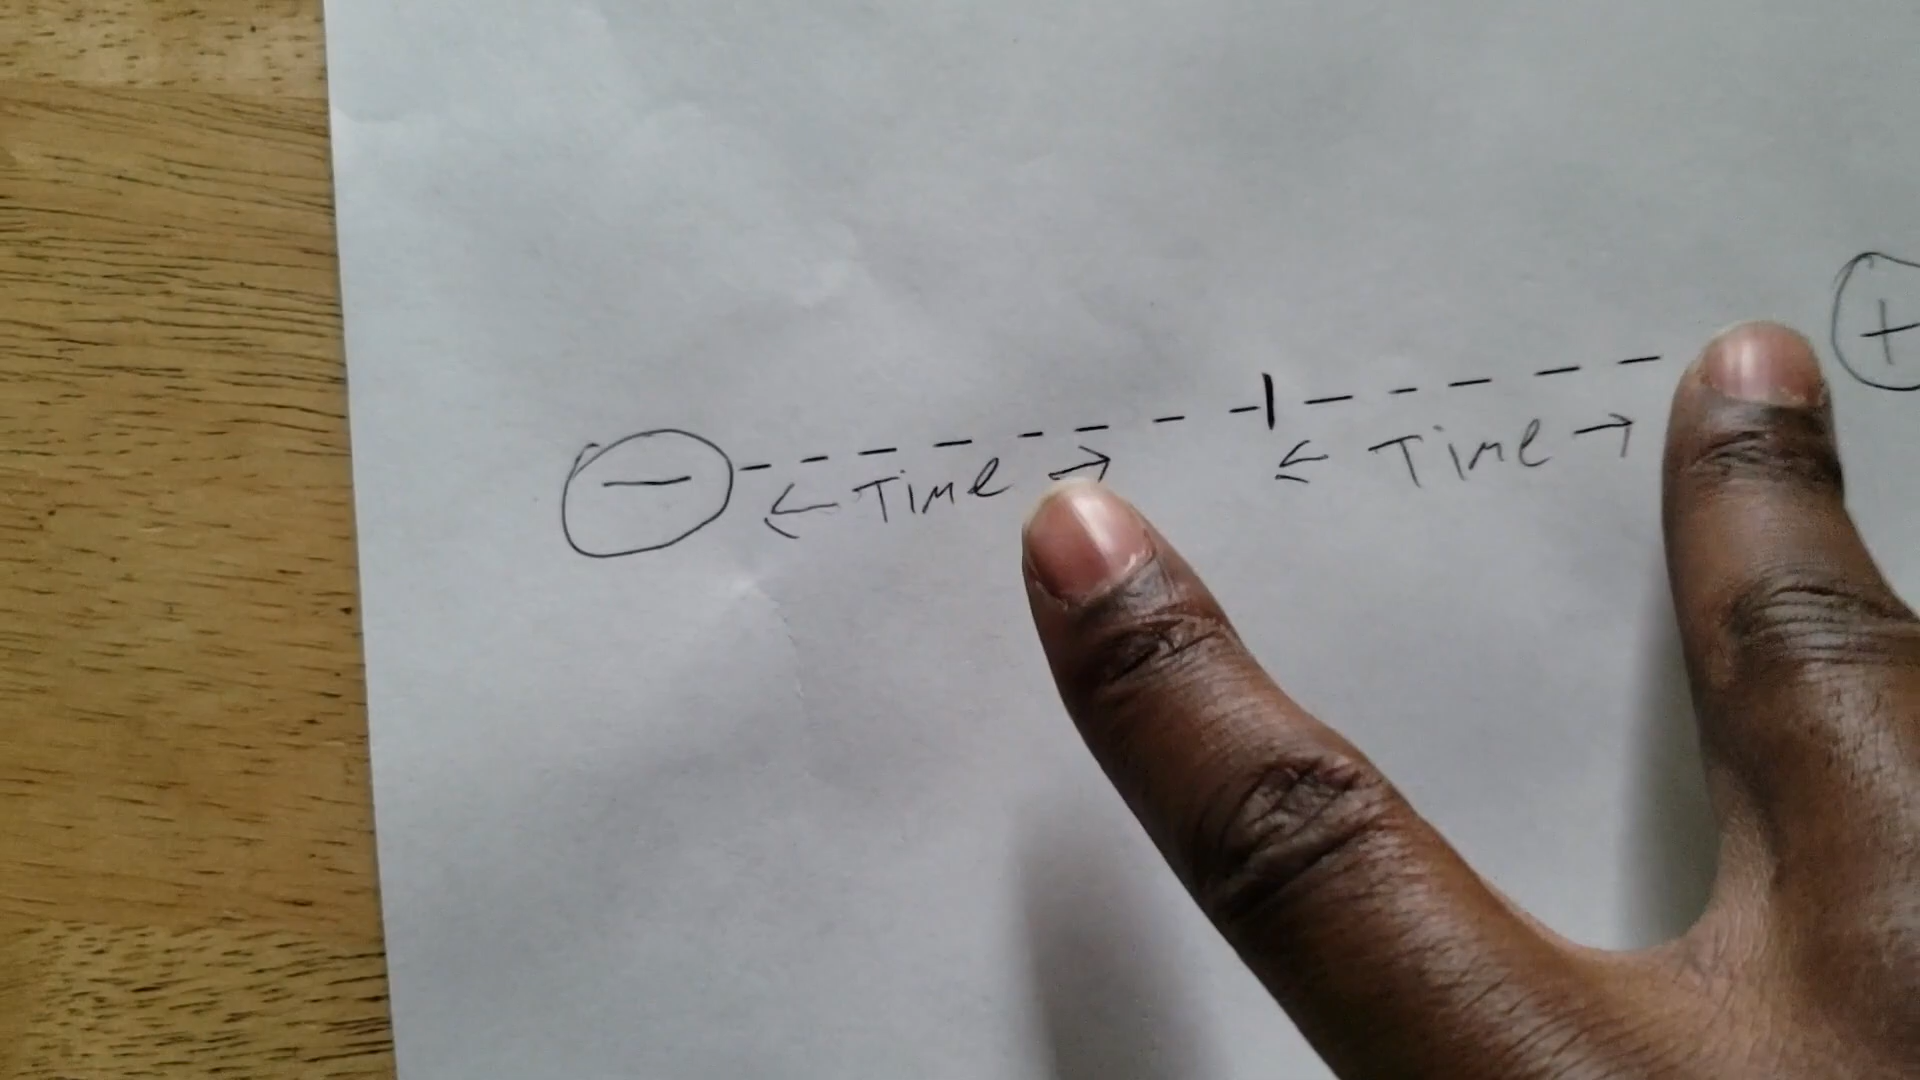 − ← Time → ← Time → +